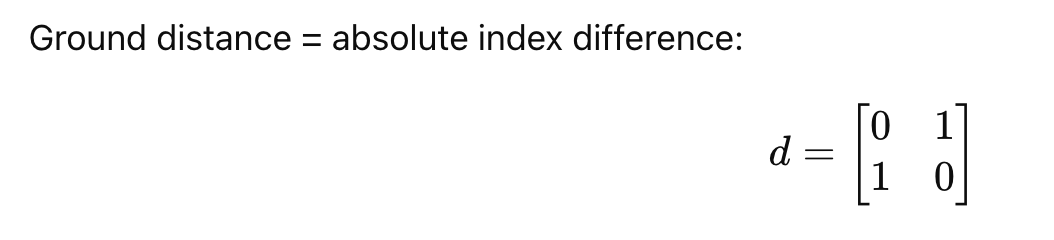 Ground distance = absolute index difference:
d = [0 1
1 0]